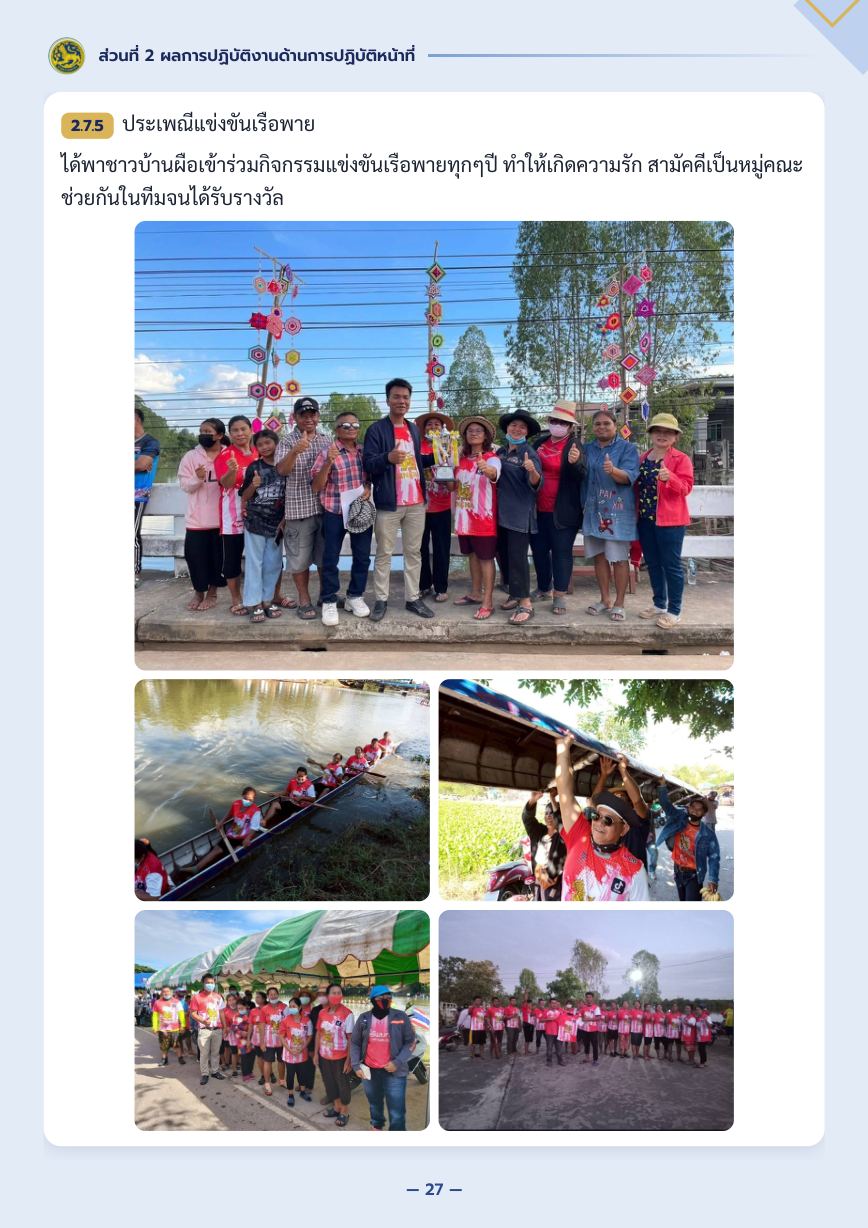 ส่วนที่ 2 ผลการปฏิบัติงานด้านการปฏิบัติหน้าที่
2.7.5 ประเพณีแข่งขันเรือพาย
ได้พาชาวบ้านผือเข้าร่วมกิจกรรมแข่งขันเรือพายทุกๆปี ทำให้เกิดความรัก สามัคคีเป็นหมู่คณะ
ช่วยกันในทีมจนได้รับรางวัล
— 27 —